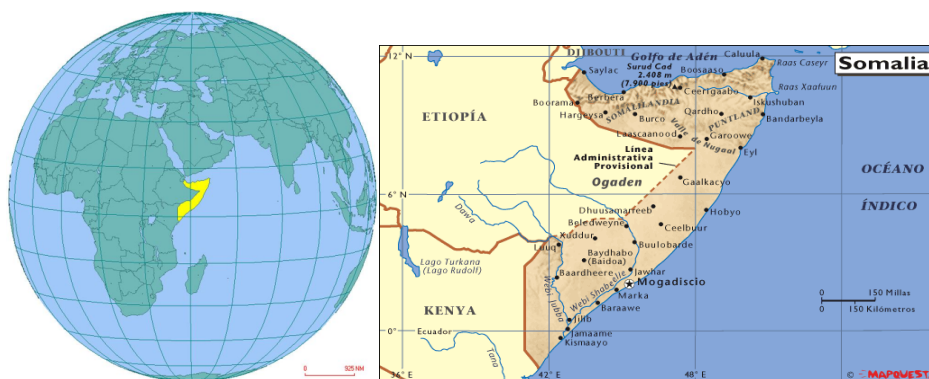 0 925 NM
12° N
DJIBOUTI
Golfo de Adén
Caluula
Raas Caseyr
Somalia
Saylac
Surud Cad
2.408 m
(7.900 pies)
Boosaaso
Ceerigaabo
Raas Xaafuun
Berbera
Iskushuban
Boorama
SOMALILANDIA
Hargeysa
Burco
Qardho
PUNTLAND
Bandarbeyla
ETIOPÍA
Laascaanood
Valle de Nugaal
Garoowe
Eyl
Línea
Administrativa
Provisional
OCÉANO
Ogaden
Gaalkacyo
6° N
ÍNDICO
Dawa
Dhuusamarreeb
Hobyo
Beledweyne
Ceelbuur
Xuddur
Luuq
Buulobarde
Lago Turkana
(Lago Rudolf)
Baydhabo
(Baidoa)
Baardheere
Jawhar
Mogadiscio
Webi Jubba
Webi Shabeelle
Marka
0 150 Millas
KENYA
Baraawe
0 150 Kilómetros
Jilib
Ecuador
0°
Jamaame
Kismaayo
Tana
36° E
42° E
48° E
© MAPQUEST